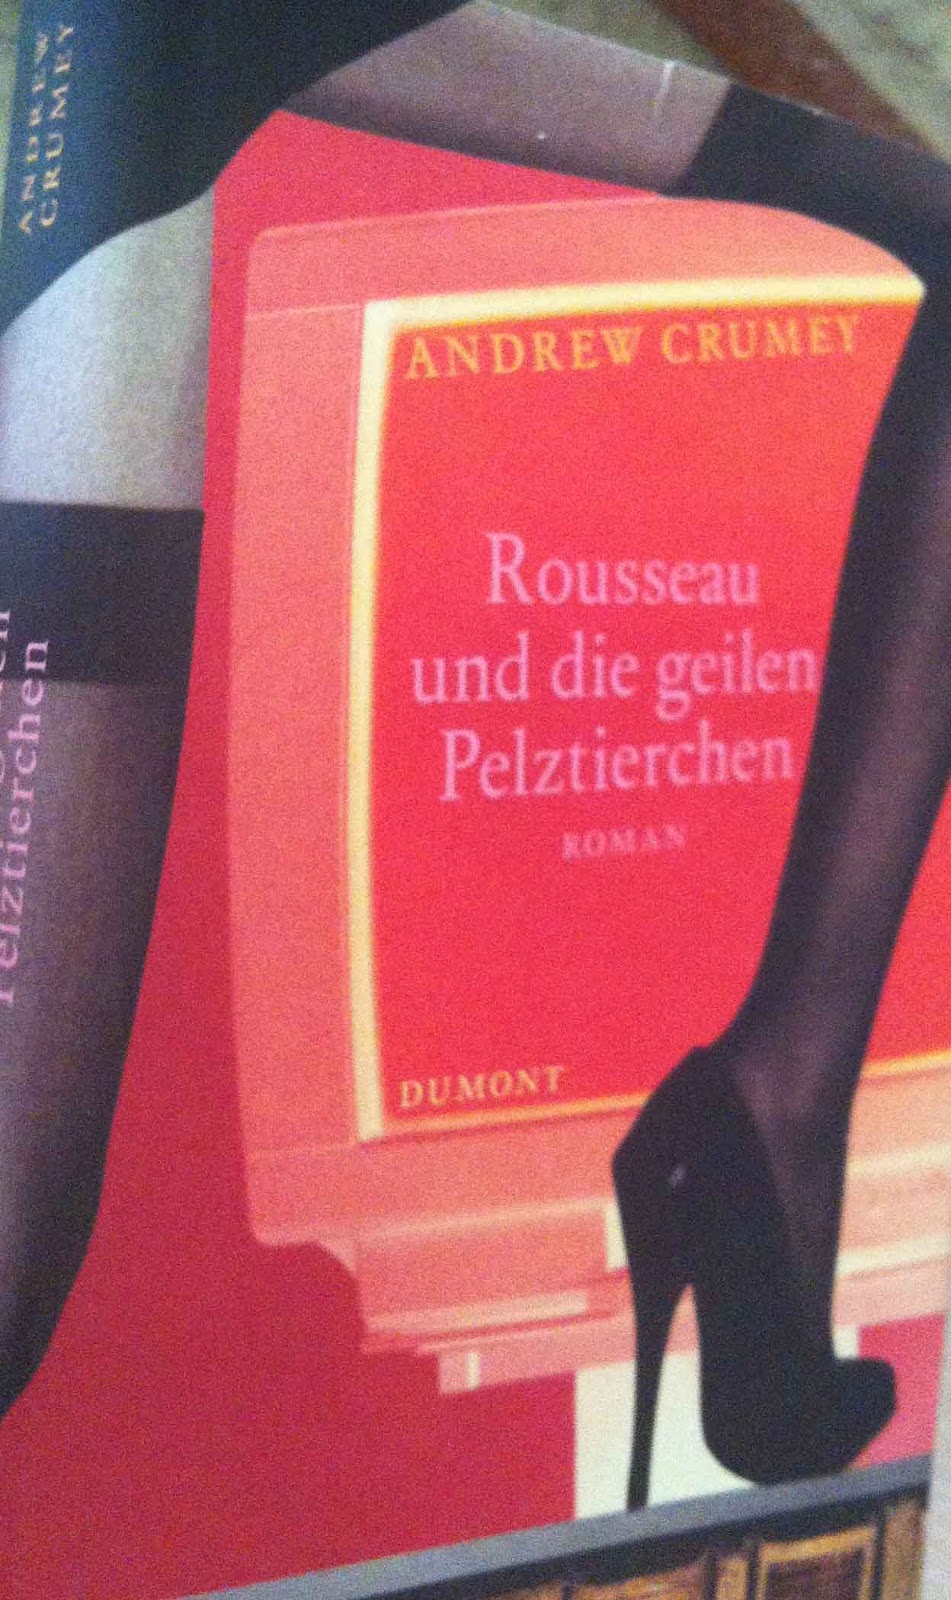 ANDREW
CRUMEY
Pelztierchen
ANDREW CRUMEY
Rousseau
und die geilen
Pelztierchen
ROMAN
DUMONT